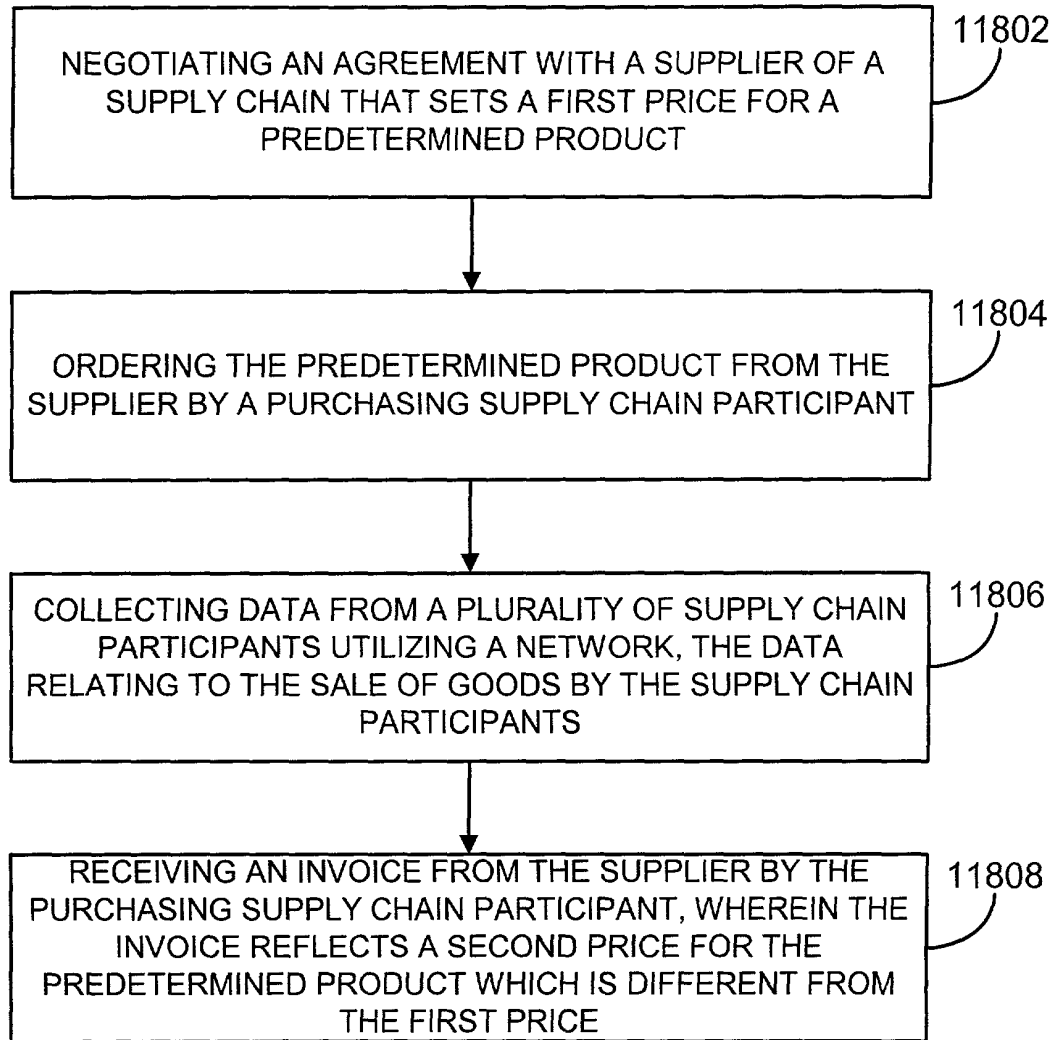 11802
NEGOTIATING AN AGREEMENT WITH A SUPPLIER OF A
SUPPLY CHAIN THAT SETS A FIRST PRICE FOR A
PREDETERMINED PRODUCT
11804
ORDERING THE PREDETERMINED PRODUCT FROM THE
SUPPLIER BY A PURCHASING SUPPLY CHAIN PARTICIPANT
11806
COLLECTING DATA FROM A PLURALITY OF SUPPLY CHAIN
PARTICIPANTS UTILIZING A NETWORK, THE DATA
RELATING TO THE SALE OF GOODS BY THE SUPPLY CHAIN
PARTICIPANTS
11808
RECEIVING AN INVOICE FROM THE SUPPLIER BY THE
PURCHASING SUPPLY CHAIN PARTICIPANT, WHEREIN THE
INVOICE REFLECTS A SECOND PRICE FOR THE
PREDETERMINED PRODUCT WHICH IS DIFFERENT FROM
THE FIRST PRICE